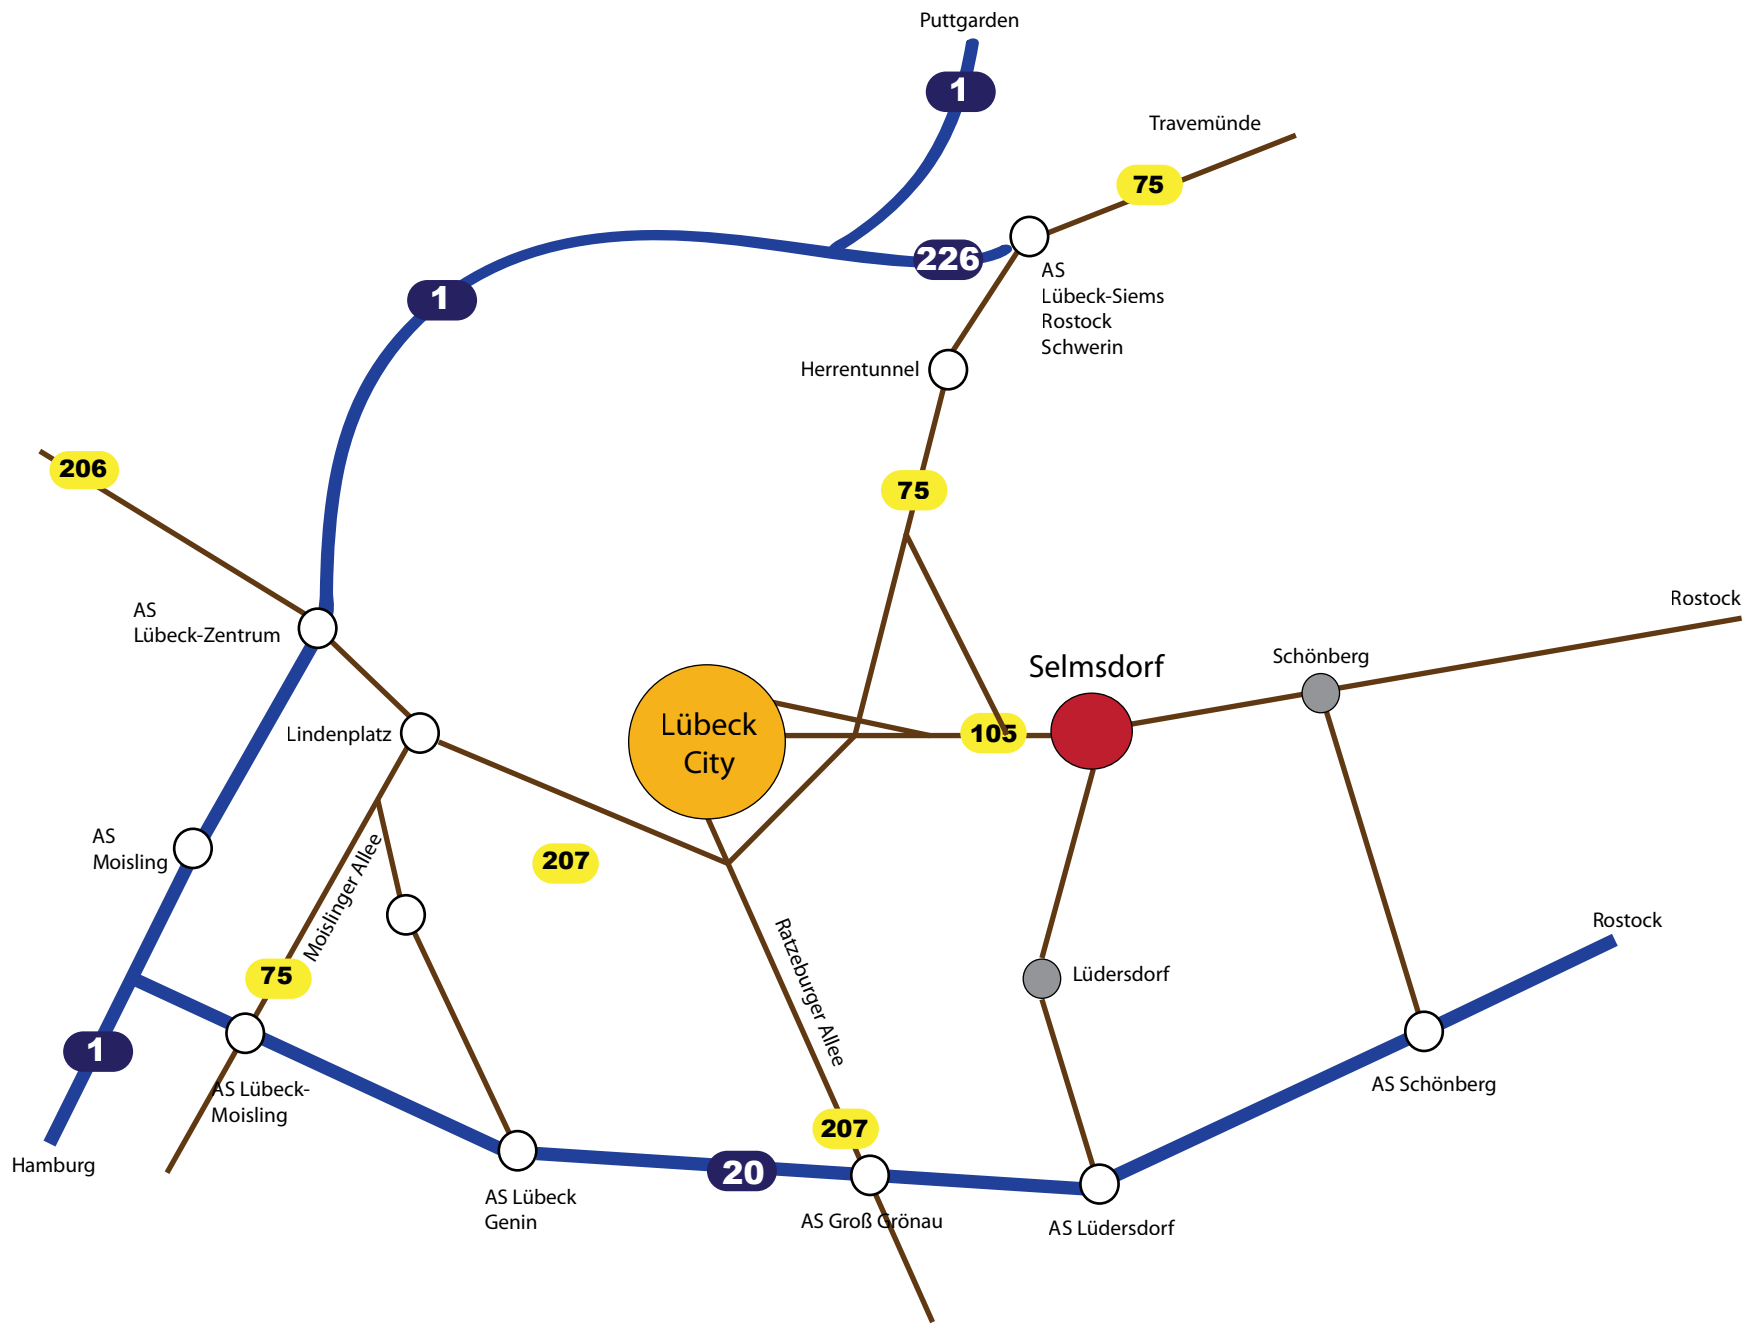 Puttgarden
1
Travemünde
75
226
AS
Lübeck-Siems
Rostock
Schwerin
1
Herrentunnel
206
75
AS
Lübeck-Zentrum
Rostock
Selmsdorf
Schönberg
Lindenplatz
Lübeck
City
105
AS
Moisling
Moislinger Allee
207
Ratzeburger Allee
Rostock
75
Lüdersdorf
1
AS Lübeck-
Moisling
AS Schönberg
Hamburg
207
20
AS Lübeck
Genin
AS Groß Grönau
AS Lüdersdorf